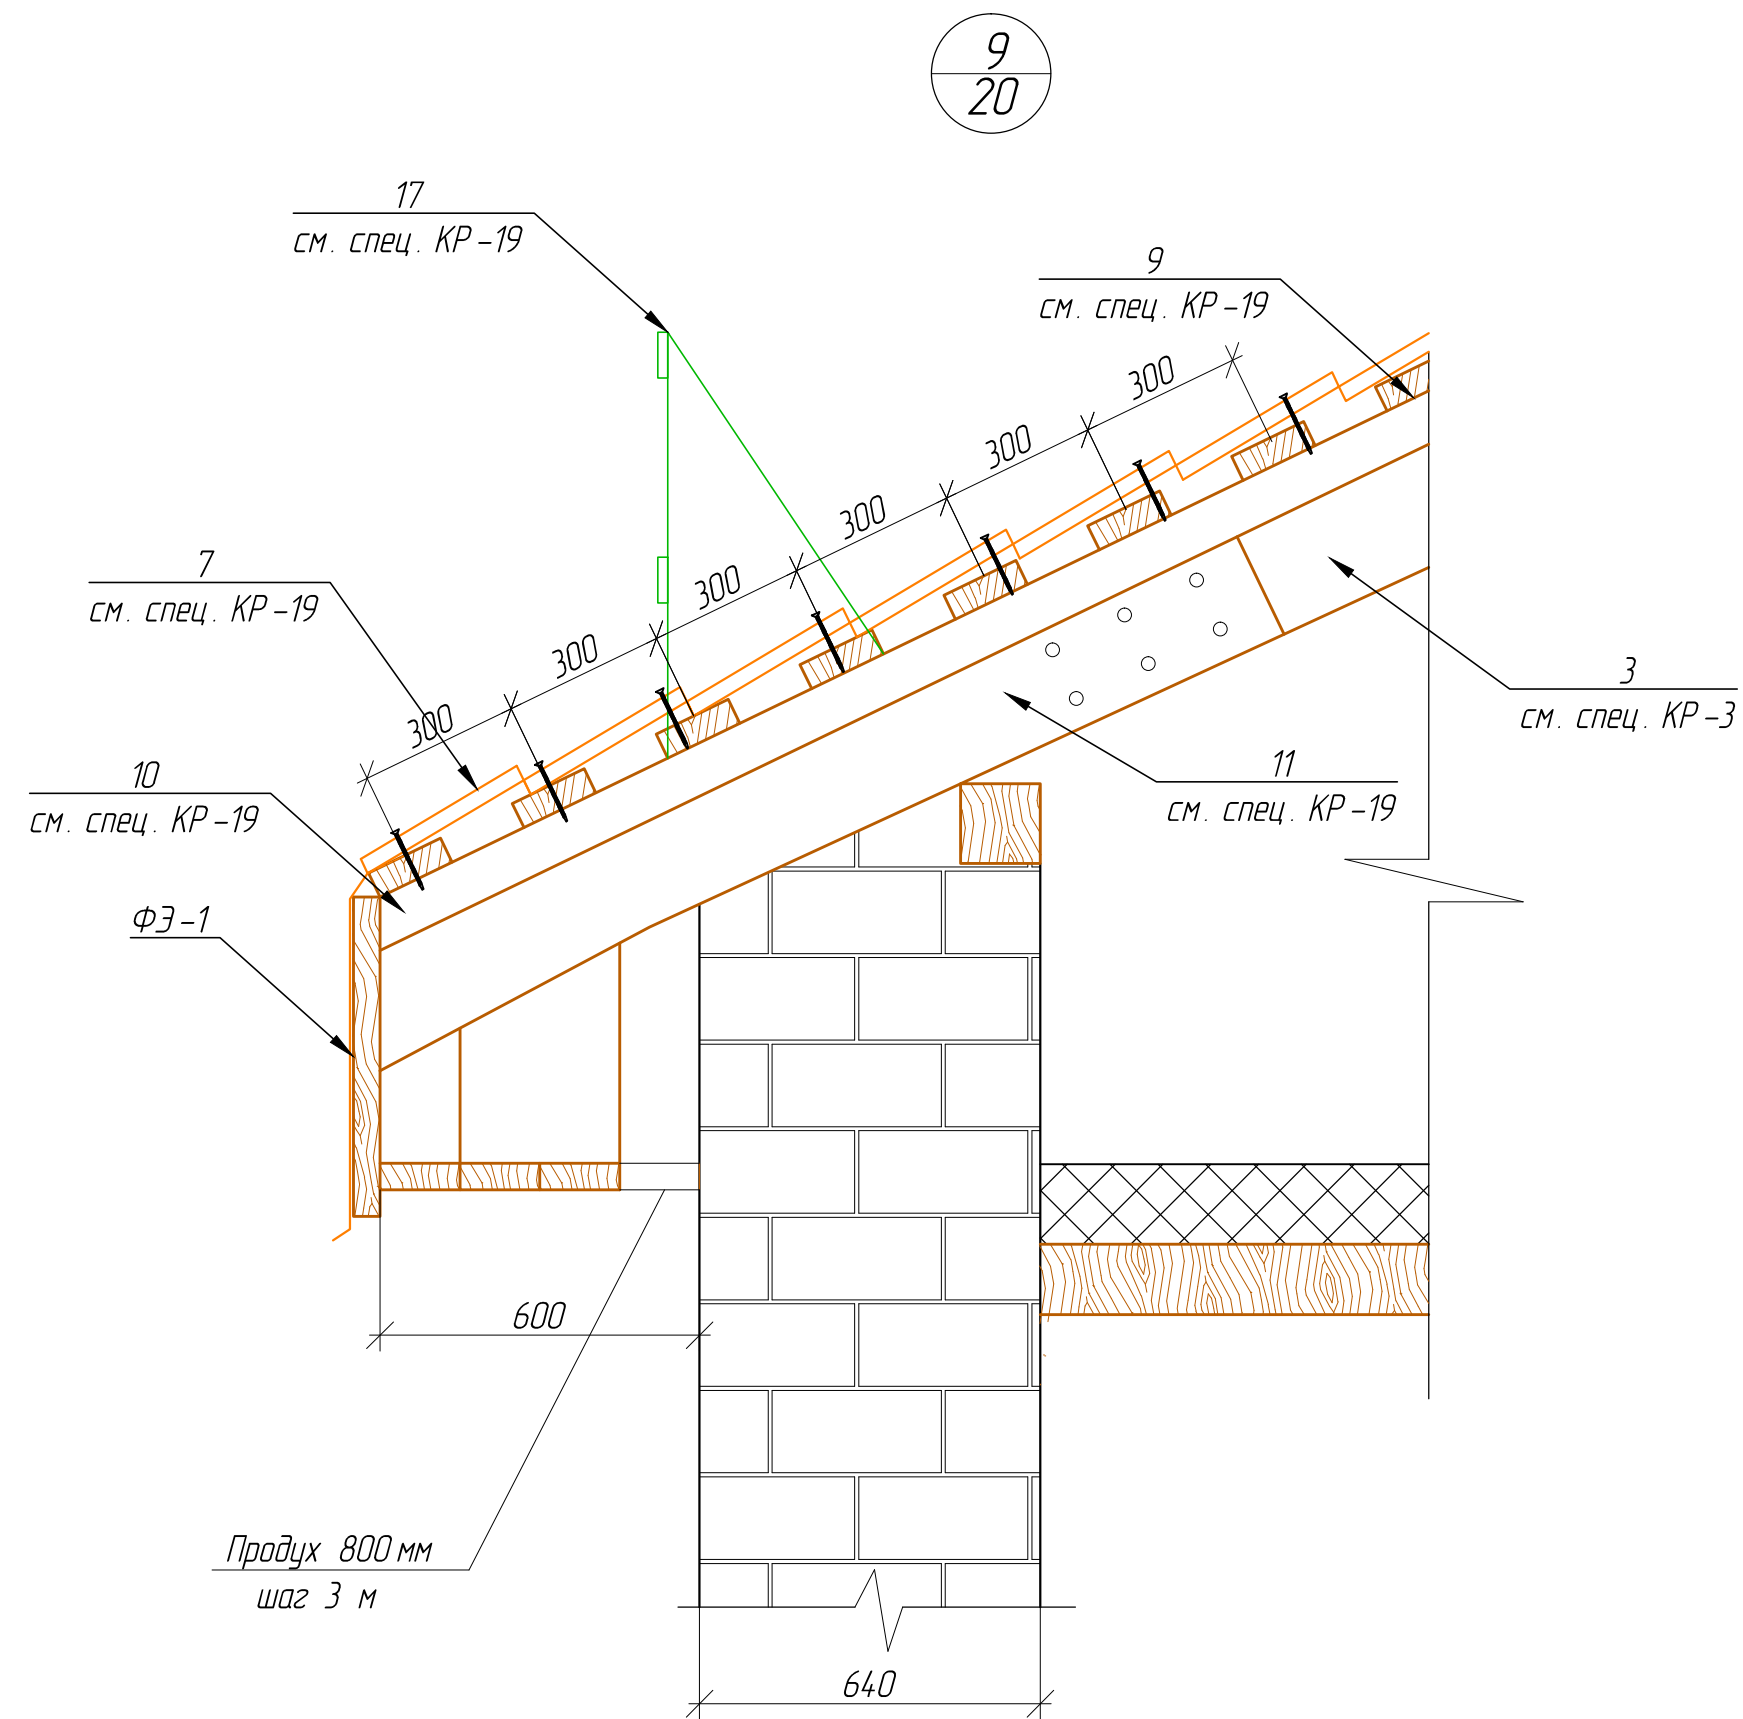 9
20
17
см. спец. КР-19
9
см. спец. КР-19
300
300
300
300
300
300
7
см. спец. КР-19
3
см. спец. КР-3
11
см. спец. КР-19
10
см. спец. КР-19
ФЭ-1
600
Продух 800 мм
шаг 3 м
640